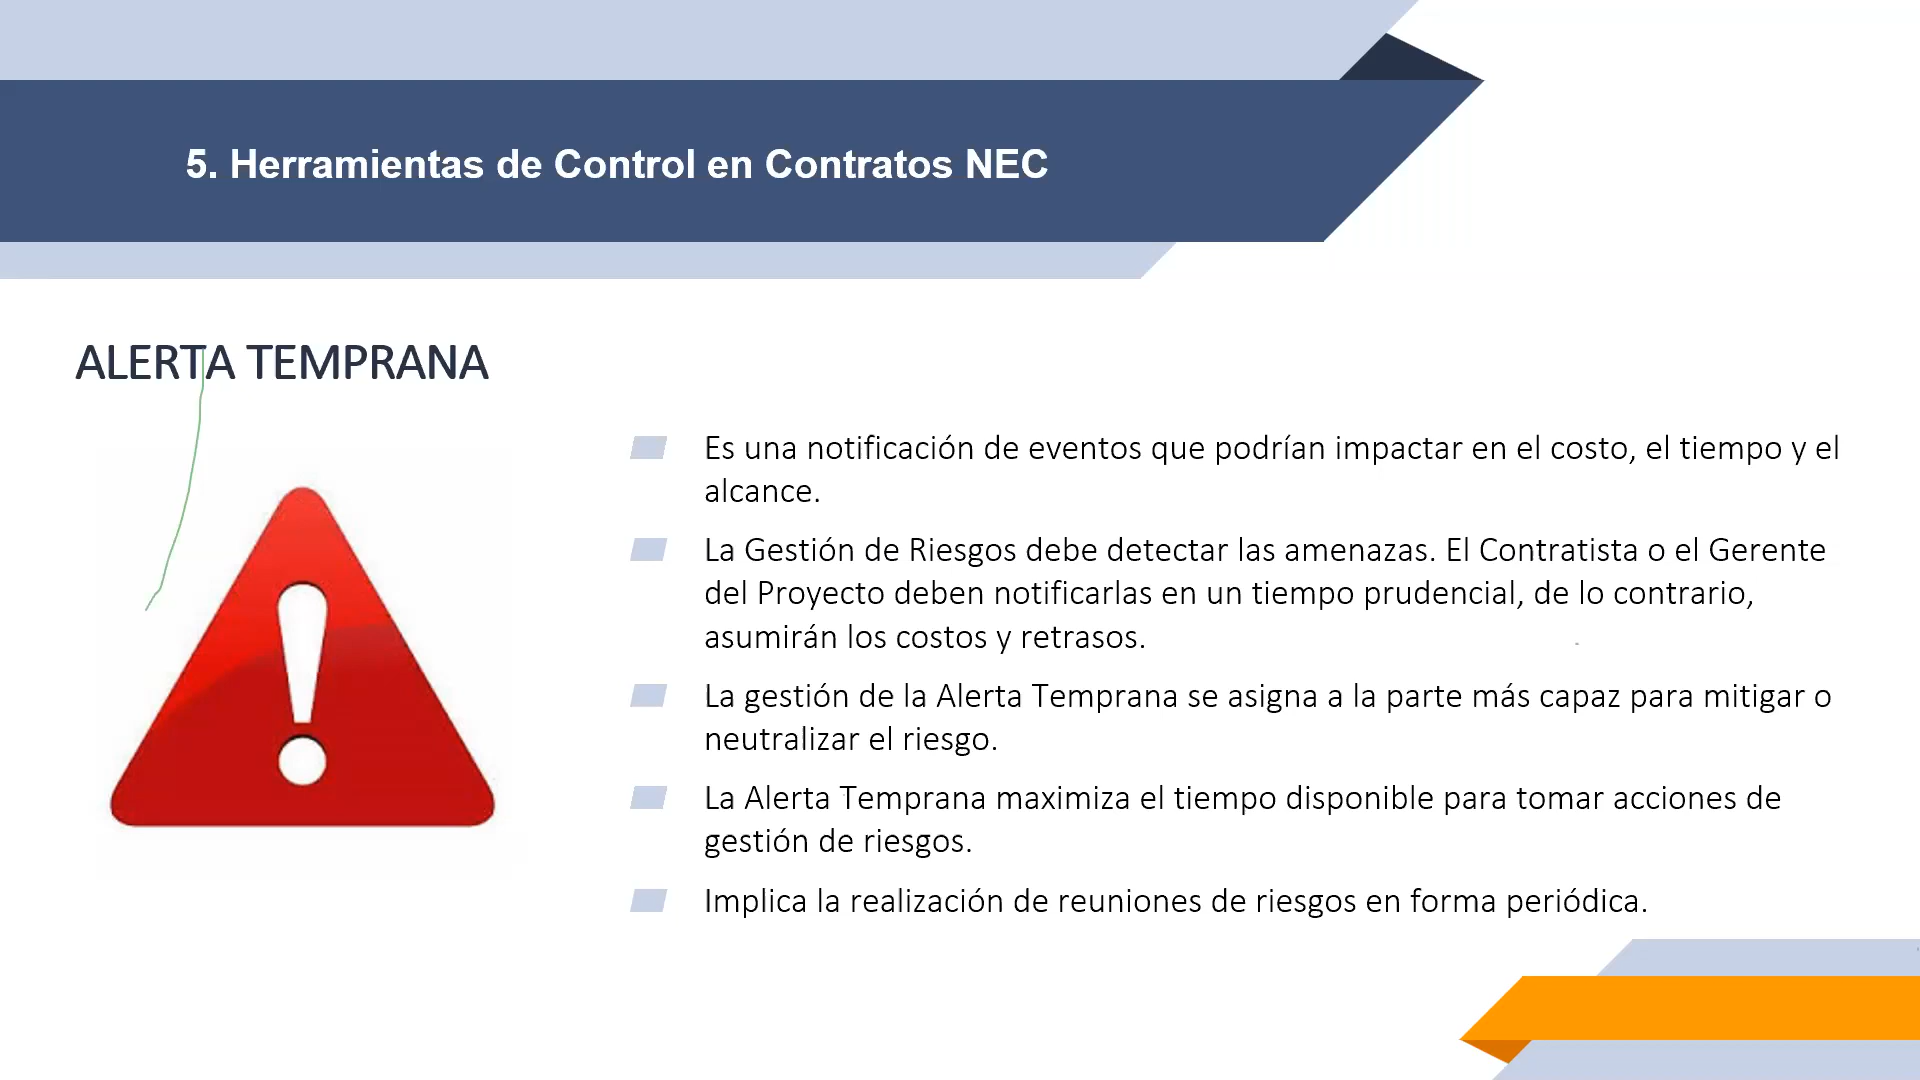 5. Herramientas de Control en Contratos NEC
ALERTA TEMPRANA
Es una notificación de eventos que podrían impactar en el costo, el tiempo y el
alcance.
La Gestión de Riesgos debe detectar las amenazas. El Contratista o el Gerente
del Proyecto deben notificarlas en un tiempo prudencial, de lo contrario,
asumirán los costos y retrasos.
La gestión de la Alerta Temprana se asigna a la parte más capaz para mitigar o
neutralizar el riesgo.
La Alerta Temprana maximiza el tiempo disponible para tomar acciones de
gestión de riesgos.
Implica la realización de reuniones de riesgos en forma periódica.